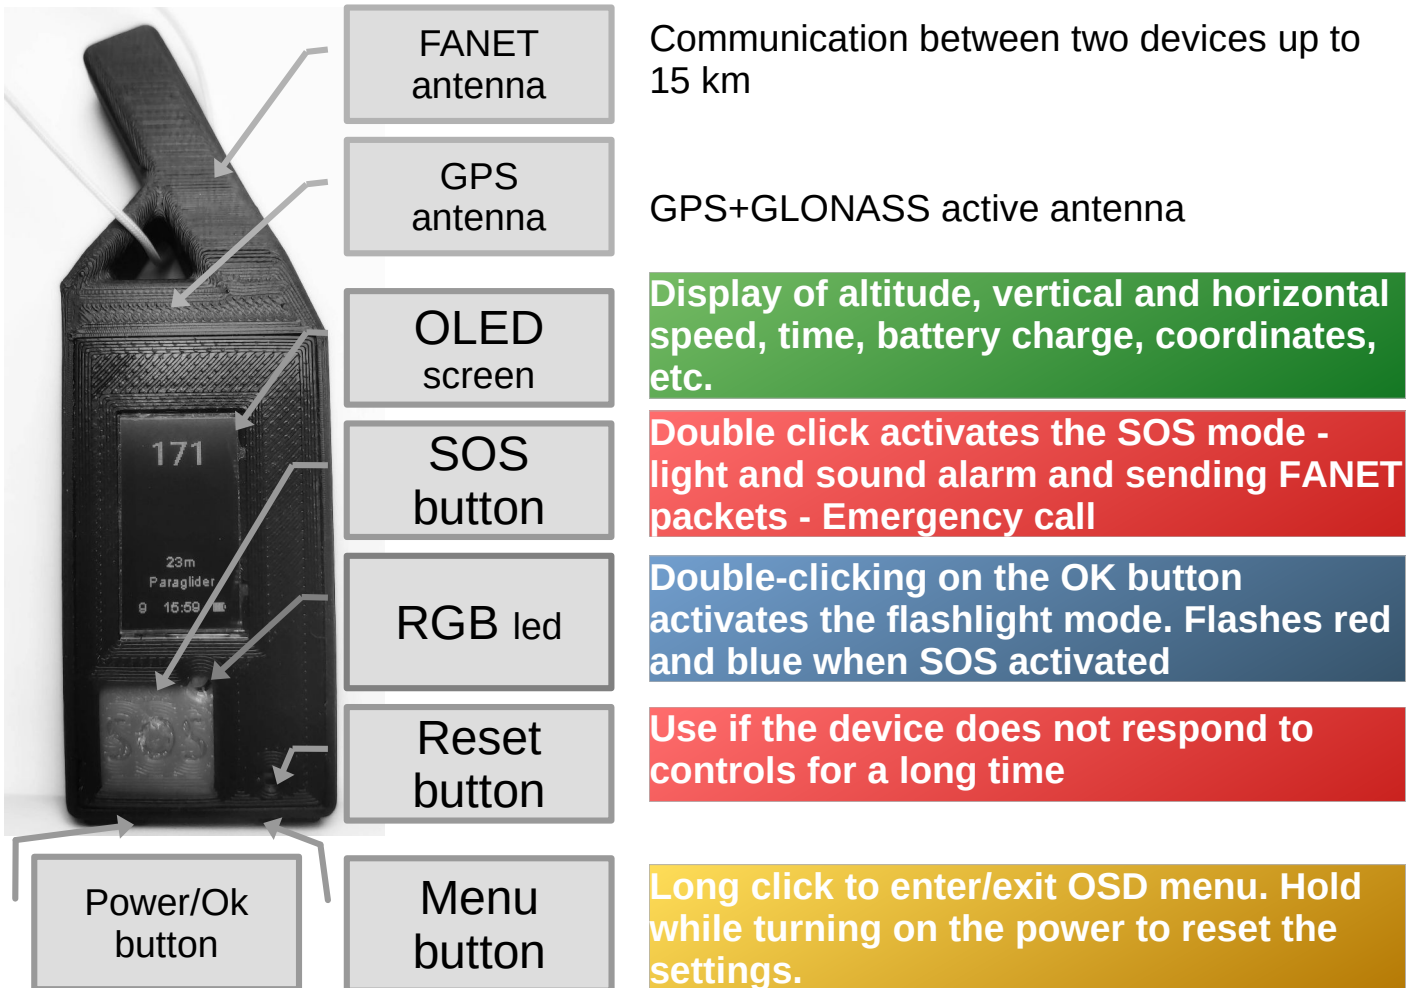 FANET
antenna
Communication between two devices up to
15 km
GPS
antenna
GPS+GLONASS active antenna
OLED
screen
Display of altitude, vertical and horizontal
speed, time, battery charge, coordinates,
etc.
SOS
button
Double click activates the SOS mode -
light and sound alarm and sending FANET
packets - Emergency call
RGB led
Double-clicking on the OK button
activates the flashlight mode. Flashes red
and blue when SOS activated
Reset
button
Use if the device does not respond to
controls for a long time
Power/Ok
button
Menu
button
Long click to enter/exit OSD menu. Hold
while turning on the power to reset the
settings.
171
23m
Paraglider
9 15:59
SOS